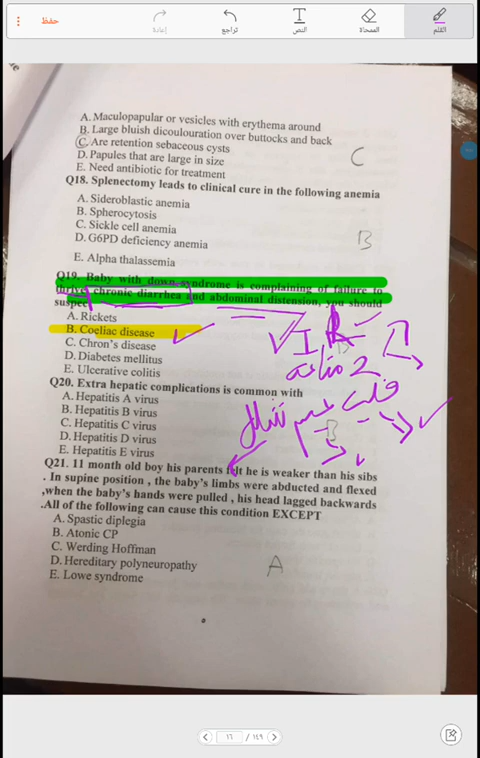 حفظ
إعادة
تراجع
النص
الممحاة
القلم
A. Maculopapular or vesicles with erythema around
B. Large bluish dicoulouration over buttocks and back
C. Are retention sebaceous cysts
D. Papules that are large in size
E. Need antibiotic for treatment
C
Q18. Splenectomy leads to clinical cure in the following anemia
A. Sideroblastic anemia
B. Spherocytosis
C. Sickle cell anemia
D. G6PD deficiency anemia
E. Alpha thalassemia
B
Q19. Baby with down syndrome is complaining of failure to
thrive, chronic diarrhea and abdominal distension, you should
suspect
A. Rickets
B. Coeliac disease
C. Chron's disease
D. Diabetes mellitus
E. Ulcerative colitis
B
Q20. Extra hepatic complications is common with
A. Hepatitis A virus
B. Hepatitis B virus
C. Hepatitis C virus
D. Hepatitis D virus
E. Hepatitis E virus
B
Q21. 11 month old boy his parents felt he is weaker than his sibs
. In supine position , the baby's limbs were abducted and flexed
,when the baby's hands were pulled , his head lagged backwards
.All of the following can cause this condition EXCEPT
A. Spastic diplegia
B. Atonic CP
C. Werding Hoffman
D. Hereditary polyneuropathy
E. Lowe syndrome
A
١٦ / ١٤٩